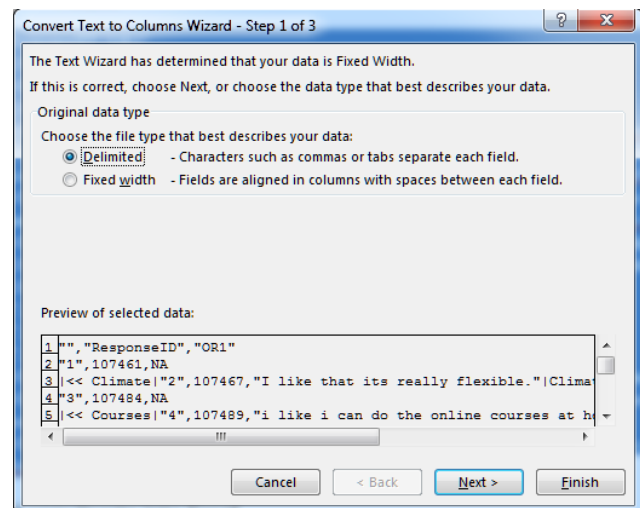 Convert Text to Columns Wizard - Step 1 of 3
The Text Wizard has determined that your data is Fixed Width.
If this is correct, choose Next, or choose the data type that best describes your data.
Original data type
Choose the file type that best describes your data:
Delimited - Characters such as commas or tabs separate each field.
Fixed width - Fields are aligned in columns with spaces between each field.
Preview of selected data:
1 "","ResponseID","OR1"
2 "1",107461,NA
3 |<< Climate|"2",107467,"I like that its really flexible."|Clima
4 "3",107484,NA
5 |<< Courses|"4",107489,"i like i can do the online courses at h
Cancel < Back Next > Finish